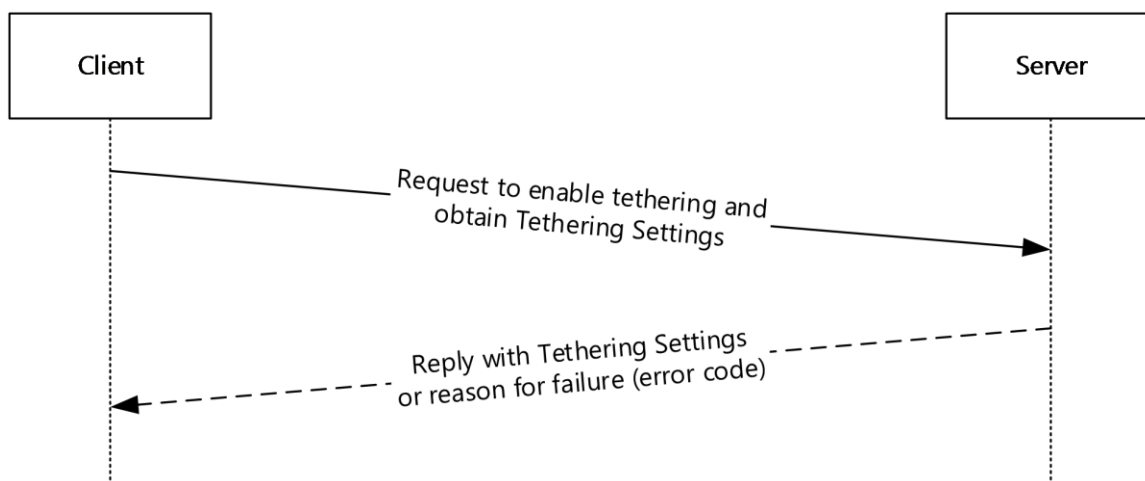 Client
Server
Request to enable tethering and
obtain Tethering Settings
Reply with Tethering Settings
or reason for failure (error code)